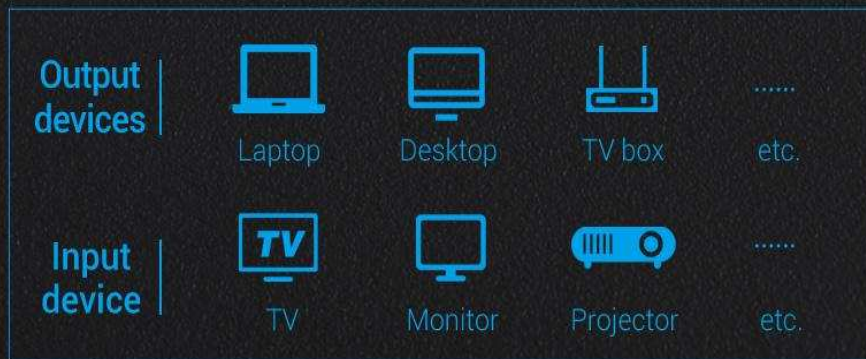 Output
devices
Laptop
Desktop
TV box
......
etc.
Input
device
TV
TV
Monitor
Projector
......
etc.